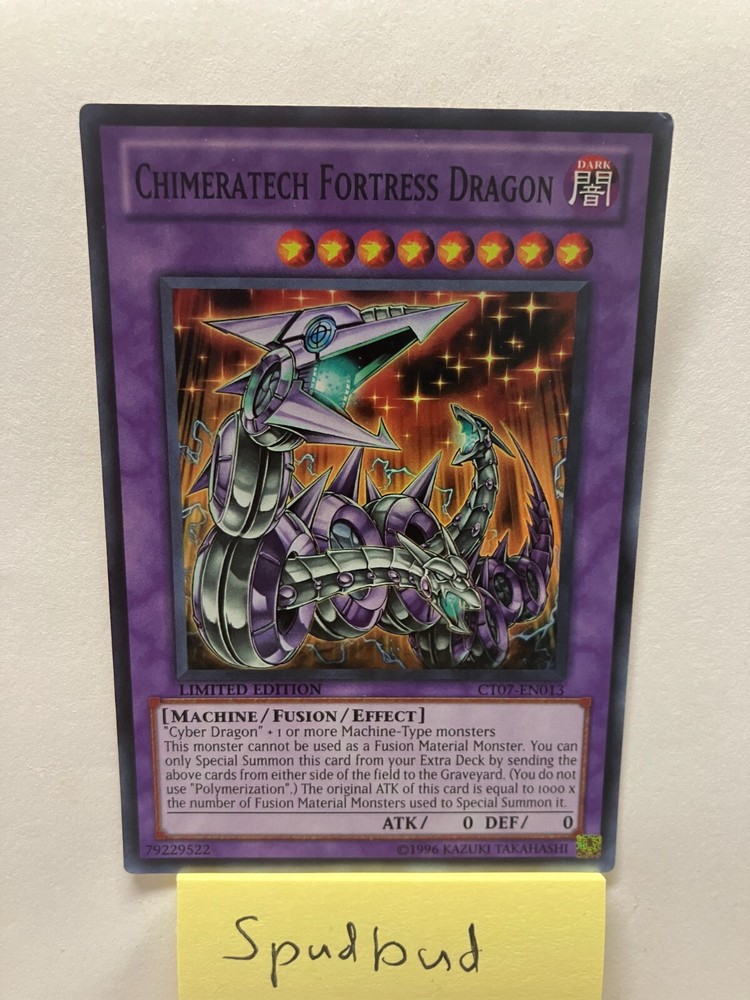 CHIMERATECH FORTRESS DRAGON
DARK
闇
LIMITED EDITION
CT07-EN013
[MACHINE/FUSION/EFFECT]
"Cyber Dragon" + 1 or more Machine-Type monsters
This monster cannot be used as a Fusion Material Monster. You can
only Special Summon this card from your Extra Deck by sending the
above cards from either side of the field to the Graveyard. (You do not
use "Polymerization".) The original ATK of this card is equal to 1000 x
the number of Fusion Material Monsters used to Special Summon it.
ATK/ 0 DEF/ 0
79229522
©1996 KAZUKI TAKAHASHI
Spudbud